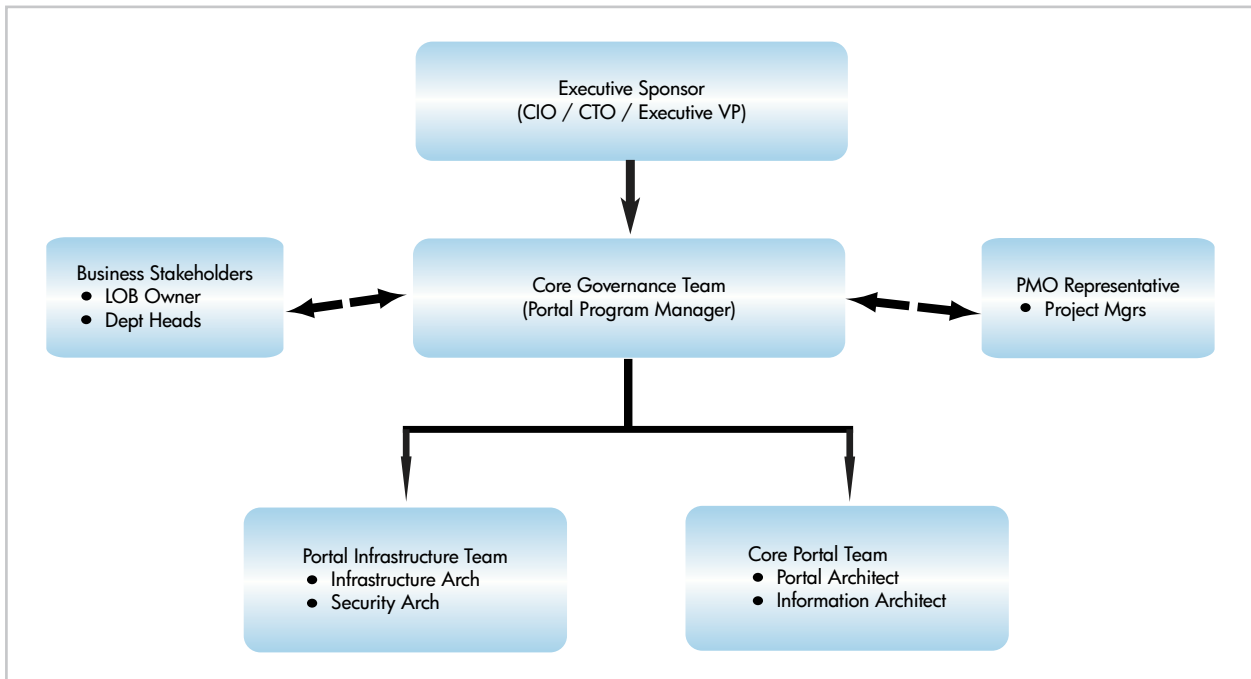 Executive Sponsor
(CIO / CTO / Executive VP)
Business Stakeholders
● LOB Owner
● Dept Heads
Core Governance Team
(Portal Program Manager)
PMO Representative
● Project Mgrs
Portal Infrastructure Team
● Infrastructure Arch
● Security Arch
Core Portal Team
● Portal Architect
● Information Architect